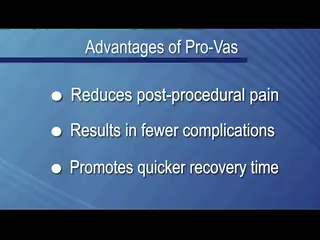 Advantages of Pro-Vas
Reduces post-procedural pain
Results in fewer complications
Promotes quicker recovery time